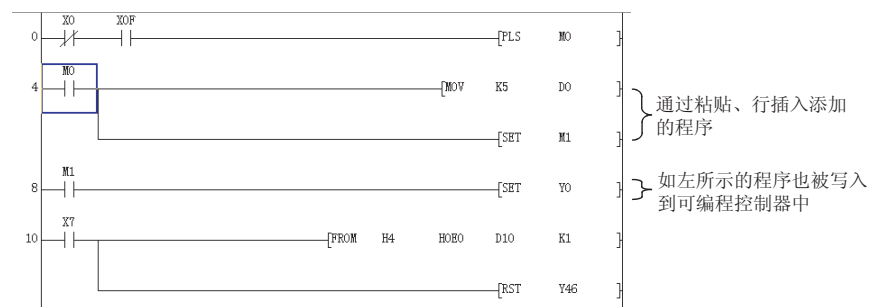 X0 X0F
0 [PLS M0 ]
M0
4 [MOV K5 D0 ]
通过粘贴、行插入添加
的程序
[SET M1 ]
M1
8 [SET Y0 ]
如左所示的程序也被写入
到可编程控制器中
X7
10 [FROM H4 H0E0 D10 K1 ]
[RST Y46 ]